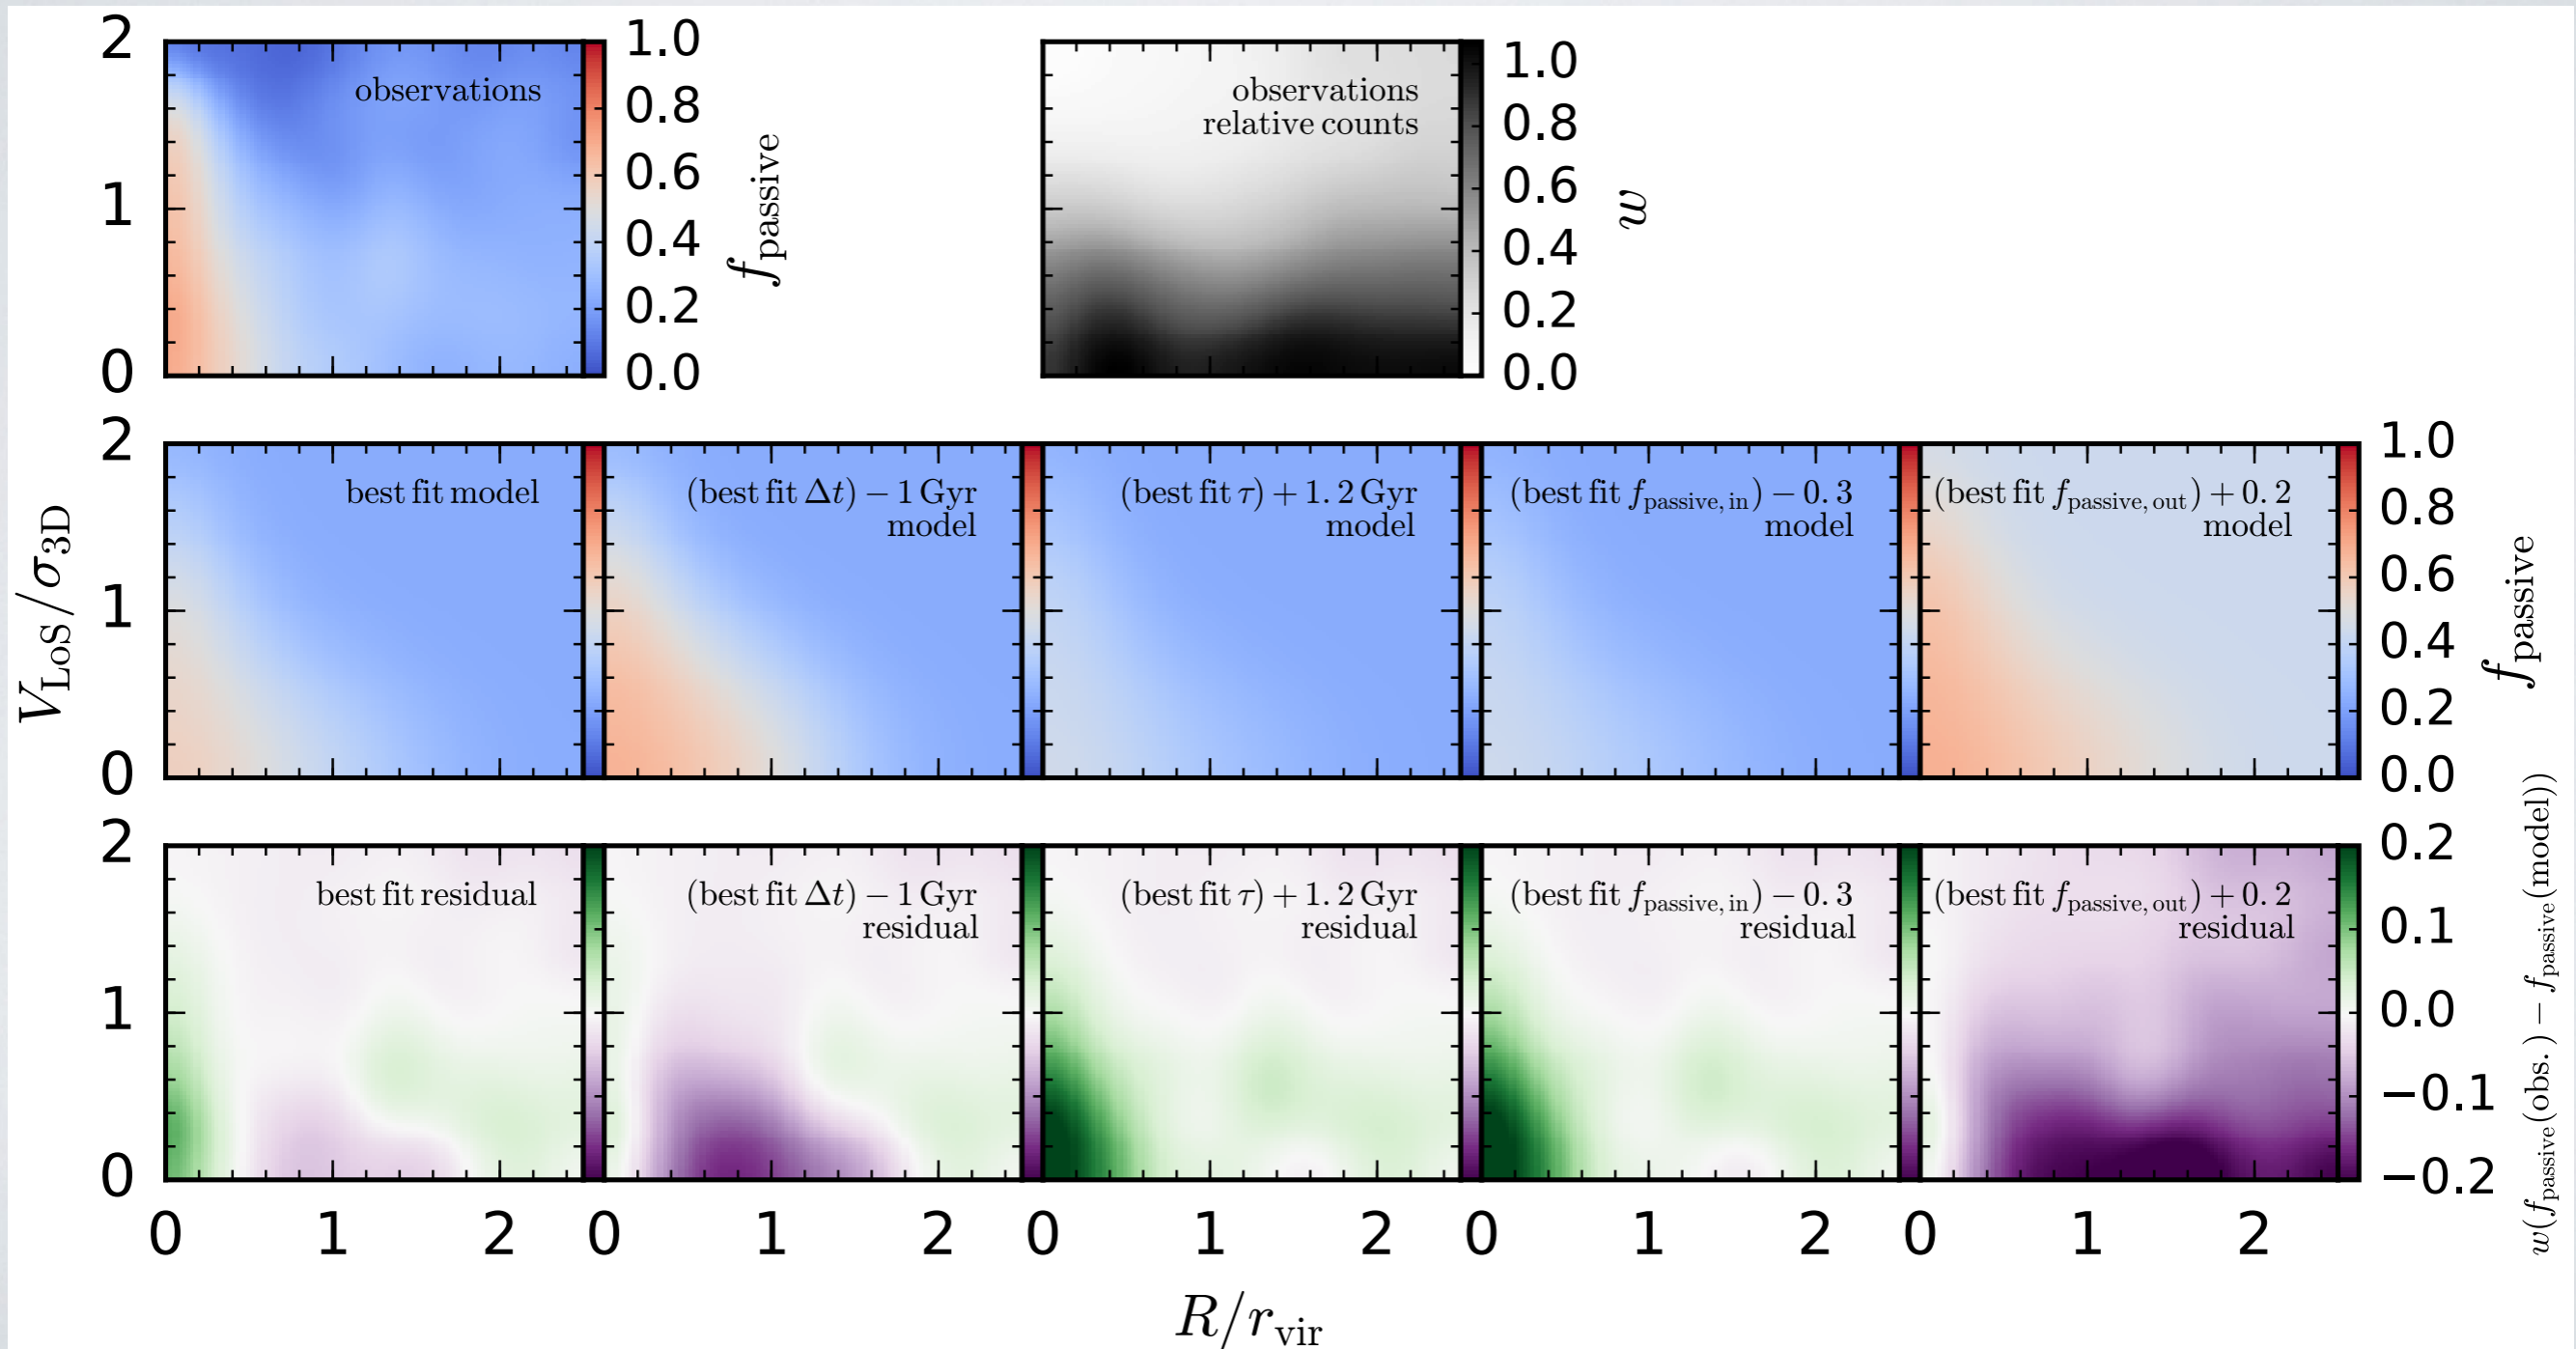 2
1
0
observations
1.0
0.8
0.6
0.4
0.2
0.0
f_passive
observations
relative counts
1.0
0.8
0.6
0.4
0.2
0.0
w
V_LoS/σ_3D
2
1
0
best fit model
(best fit Δt) − 1 Gyr
model
(best fit τ) + 1.2 Gyr
model
(best fit f_passive, in) − 0.3
model
(best fit f_passive, out) + 0.2
model
1.0
0.8
0.6
0.4
0.2
0.0
f_passive
2
1
0
best fit residual
(best fit Δt) − 1 Gyr
residual
(best fit τ) + 1.2 Gyr
residual
(best fit f_passive, in) − 0.3
residual
(best fit f_passive, out) + 0.2
residual
0.2
0.1
0.0
−0.1
−0.2
w(f_passive(obs.) − f_passive(model))
0 1 2 0 1 2 0 1 2 0 1 2 0 1 2
R/r_vir